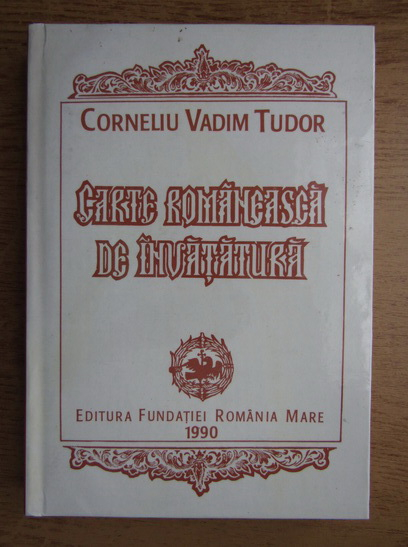 CORNELIU VADIM TUDOR
CARTE ROMÂNEASCĂ
DE ÎNVĂȚĂTURĂ
EDITURA FUNDAȚIEI ROMÂNIA MARE
1990